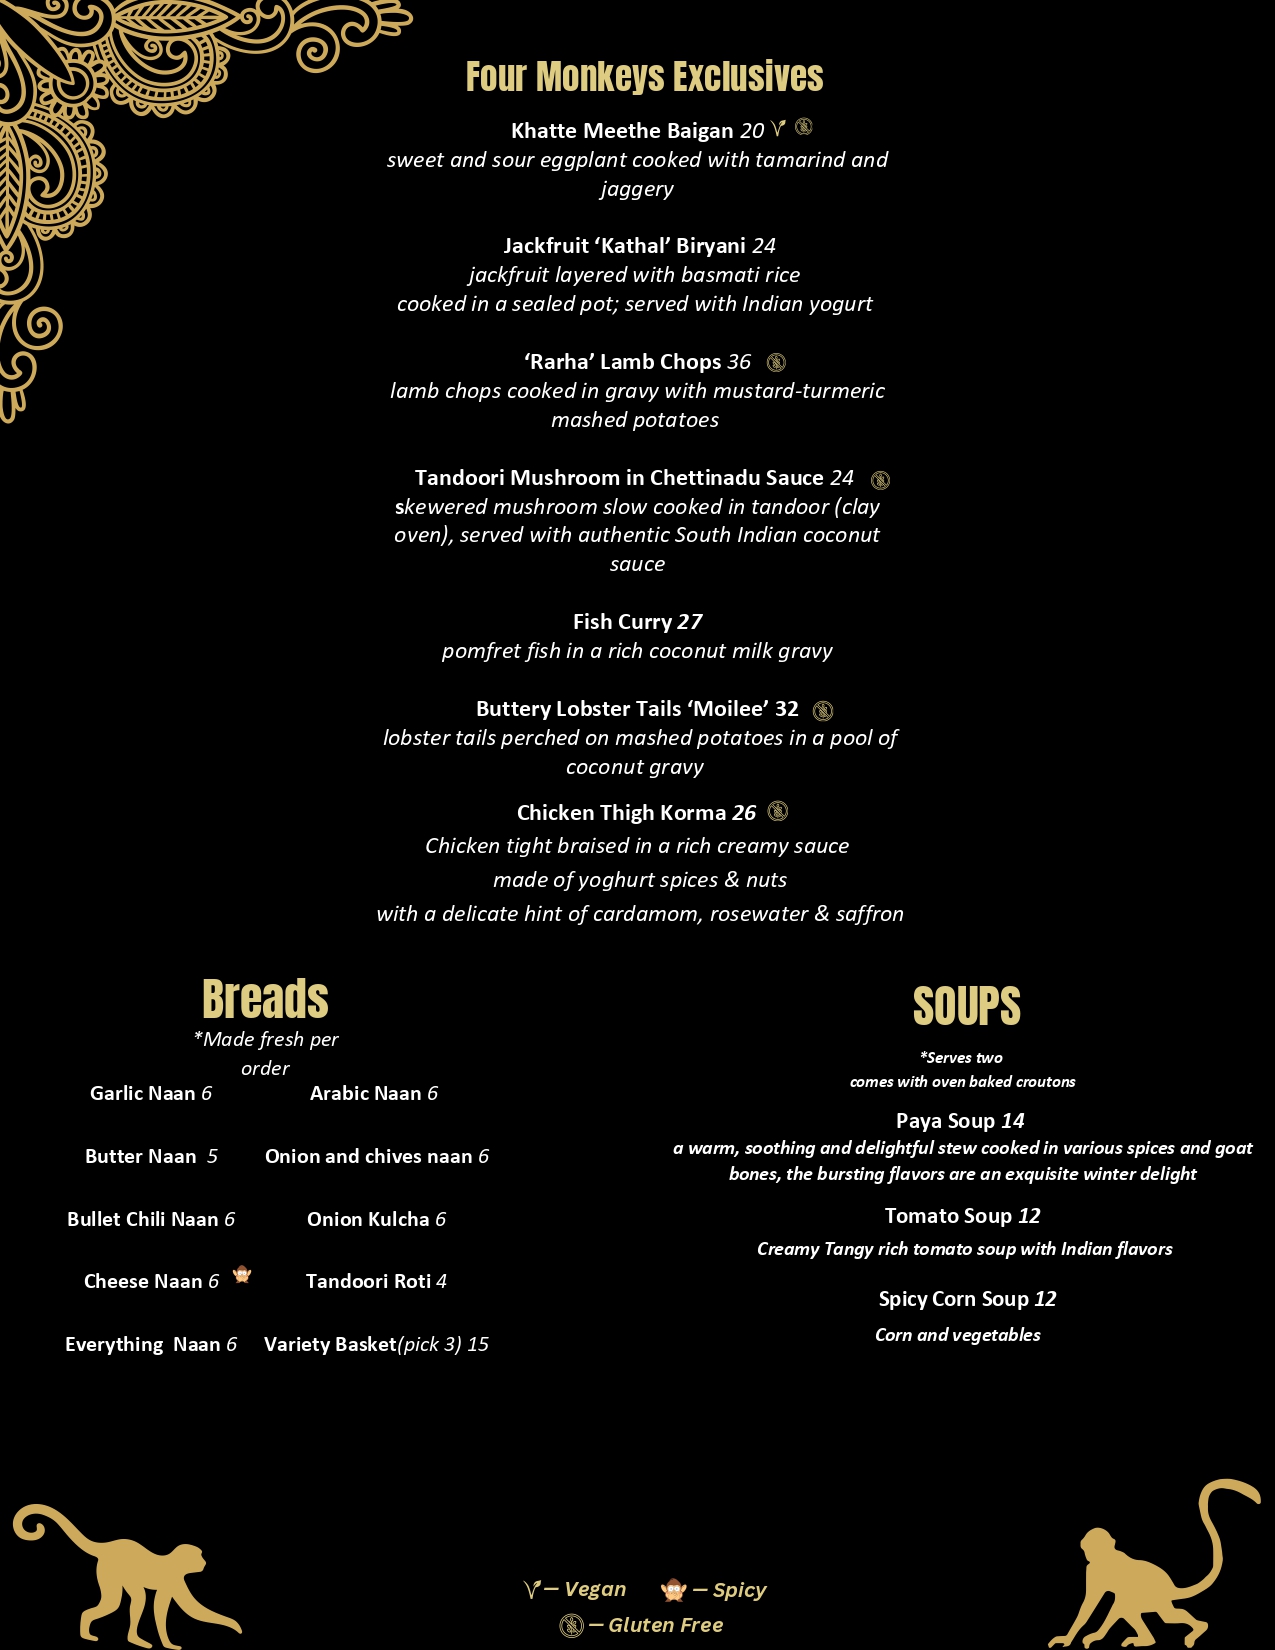 Four Monkeys Exclusives
Khatte Meethe Baigan 20
sweet and sour eggplant cooked with tamarind and
jaggery
Jackfruit ‘Kathal’ Biryani 24
jackfruit layered with basmati rice
cooked in a sealed pot; served with Indian yogurt
‘Rarha’ Lamb Chops 36
lamb chops cooked in gravy with mustard-turmeric
mashed potatoes
Tandoori Mushroom in Chettinadu Sauce 24
skewered mushroom slow cooked in tandoor (clay
oven), served with authentic South Indian coconut
sauce
Fish Curry 27
pomfret fish in a rich coconut milk gravy
Buttery Lobster Tails ‘Moilee’ 32
lobster tails perched on mashed potatoes in a pool of
coconut gravy
Chicken Thigh Korma 26
Chicken tight braised in a rich creamy sauce
made of yoghurt spices & nuts
with a delicate hint of cardamom, rosewater & saffron
Breads
*Made fresh per
order
Garlic Naan 6
Butter Naan 5
Bullet Chili Naan 6
Cheese Naan 6
Everything Naan 6
Arabic Naan 6
Onion and chives naan 6
Onion Kulcha 6
Tandoori Roti 4
Variety Basket(pick 3) 15
SOUPS
*Serves two
comes with oven baked croutons
Paya Soup 14
a warm, soothing and delightful stew cooked in various spices and goat
bones, the bursting flavors are an exquisite winter delight
Tomato Soup 12
Creamy Tangy rich tomato soup with Indian flavors
Spicy Corn Soup 12
Corn and vegetables
— Vegan
— Spicy
— Gluten Free